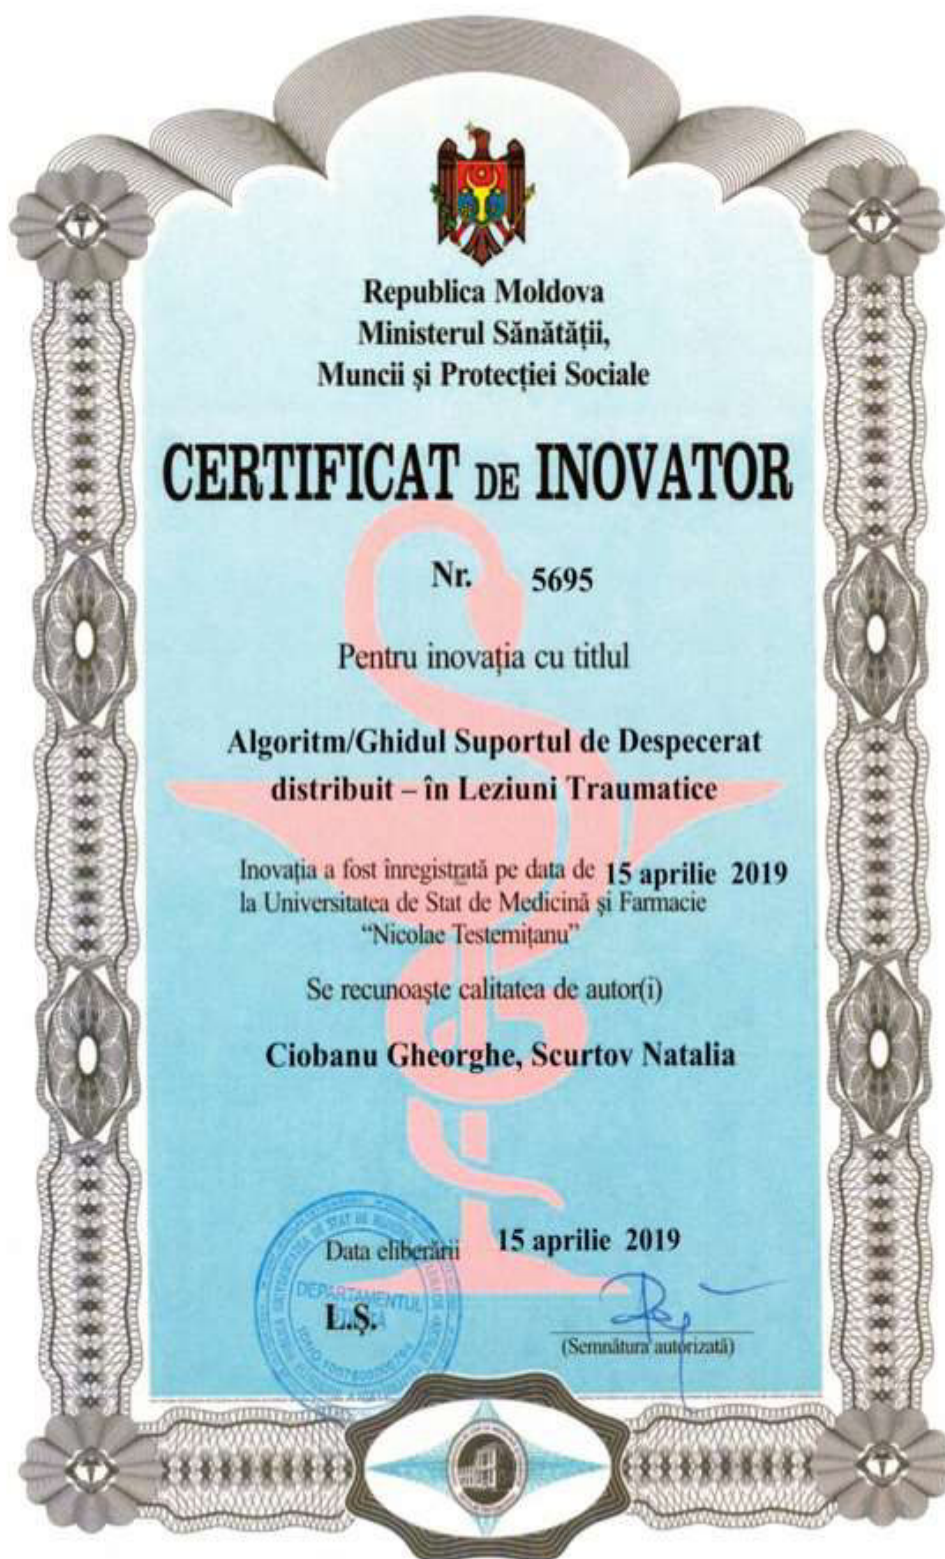 Republica Moldova
Ministerul Sănătății,
Muncii și Protecției Sociale
CERTIFICAT DE INOVATOR
Nr. 5695
Pentru inovația cu titlul
Algoritm/Ghidul Suportul de Despecerat
distribuit – în Leziuni Traumatice
Inovația a fost înregistrată pe data de 15 aprilie 2019
la Universitatea de Stat de Medicină și Farmacie
“Nicolae Testemițanu”
Se recunoaște calitatea de autor(i)
Ciobanu Gheorghe, Scurtov Natalia
Data eliberării 15 aprilie 2019
DEPARTAMENTUL
L.Ș.
(Semnătura autorizată)